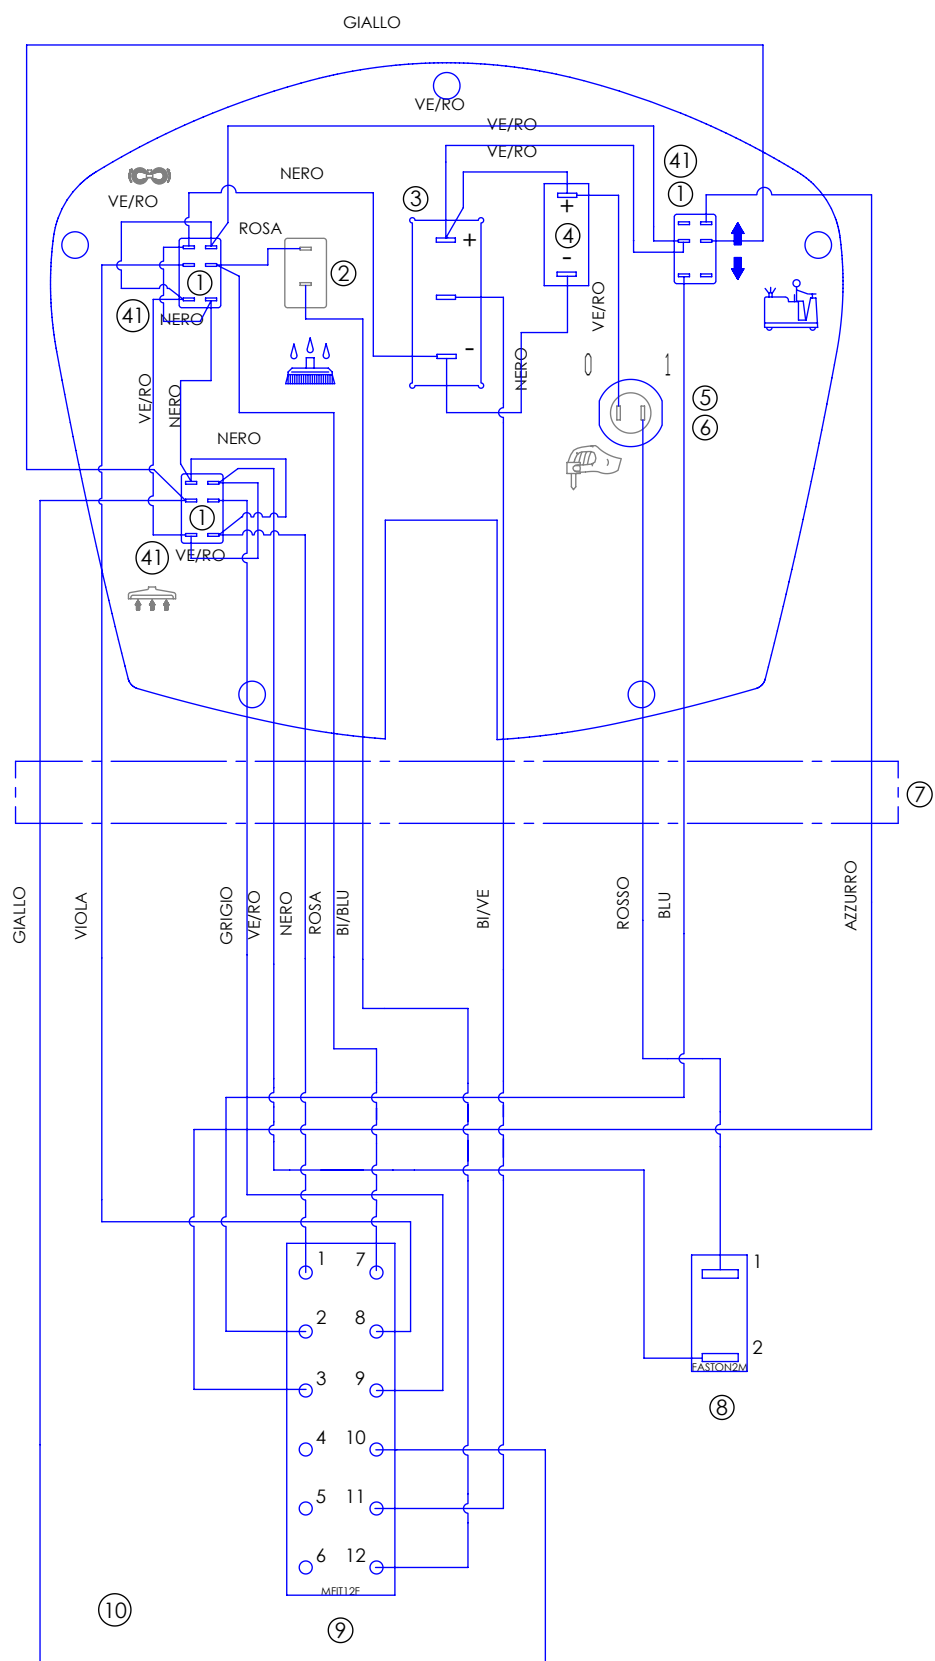 GIALLO
VE/RO
VE/RO
VE/RO
NERO
VE/RO
ROSA
41
1
3
+
+
4
-
2
1
41
NERO
-
VE/RO
NERO
0
1
5
6
VE/RO
NERO
NERO
1
41
VE/RO
7
GIALLO
VIOLA
GRIGIO
VE/RO
NERO
ROSA
BI/BLU
BI/VE
ROSSO
BLU
AZZURRO
1 7
2 8
3 9
4 10
5 11
6 12
MFIT12F
9
10
1
2
FASTON2M
8